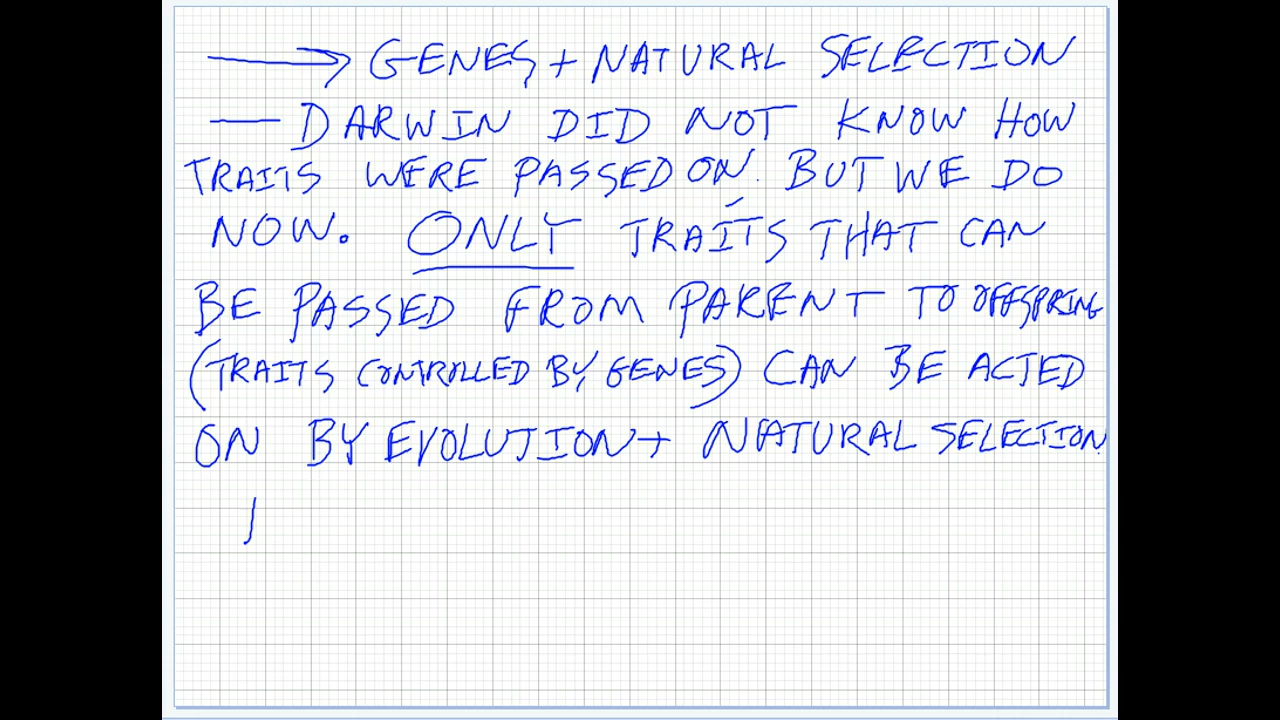 → GENES + NATURAL SELECTION
— DARWIN DID NOT KNOW HOW
TRAITS WERE PASSED ON. BUT WE DO
NOW. ONLY TRAITS THAT CAN
BE PASSED FROM PARENT TO OFFSPRING
(TRAITS CONTROLLED BY GENES) CAN BE ACTED
ON BY EVOLUTION + NATURAL SELECTION.